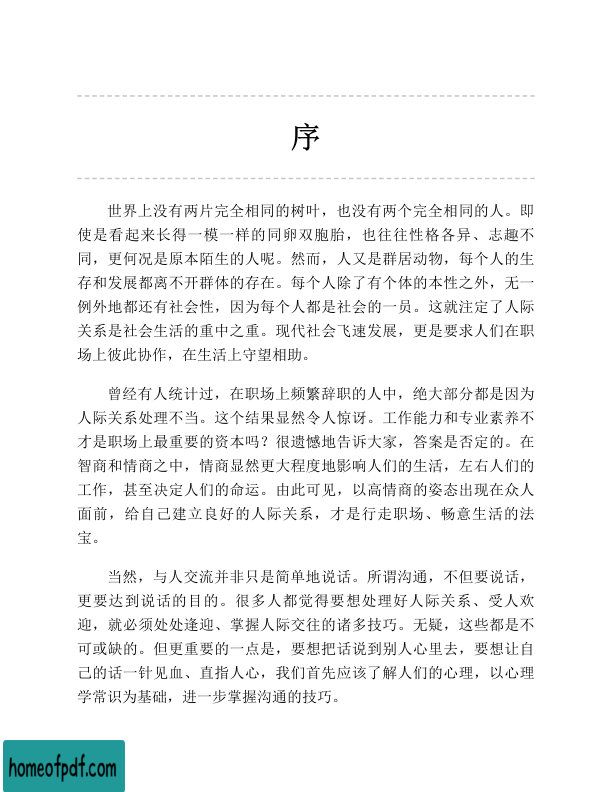 序
世界上没有两片完全相同的树叶，也没有两个完全相同的人。即
使是看起来长得一模一样的同卵双胞胎，也往往性格各异、志趣不
同，更何况是原本陌生的人呢。然而，人又是群居动物，每个人的生
存和发展都离不开群体的存在。每个人除了有个体的本性之外，无一
例外地都还有社会性，因为每个人都是社会的一员。这就注定了人际
关系是社会生活的重中之重。现代社会飞速发展，更是要求人们在职
场上彼此协作，在生活上守望相助。
曾经有人统计过，在职场上频繁辞职的人中，绝大部分都是因为
人际关系处理不当。这个结果显然令人惊讶。工作能力和专业素养不
才是职场上最重要的资本吗？很遗憾地告诉大家，答案是否定的。在
智商和情商之中，情商显然更大程度地影响人们的生活，左右人们的
工作，甚至决定人们的命运。由此可见，以高情商的姿态出现在众人
面前，给自己建立良好的人际关系，才是行走职场、畅意生活的法
宝。
当然，与人交流并非只是简单地说话。所谓沟通，不但要说话，
更要达到说话的目的。很多人都觉得要想处理好人际关系、受人欢
迎，就必须处处逢迎、掌握人际交往的诸多技巧。无疑，这些都是不
可或缺的。但更重要的一点是，要想把话说到别人心里去，要想让自
己的话一针见血、直指人心，我们首先应该了解人们的心理，以心理
学常识为基础，进一步掌握沟通的技巧。
homeofpdf.com